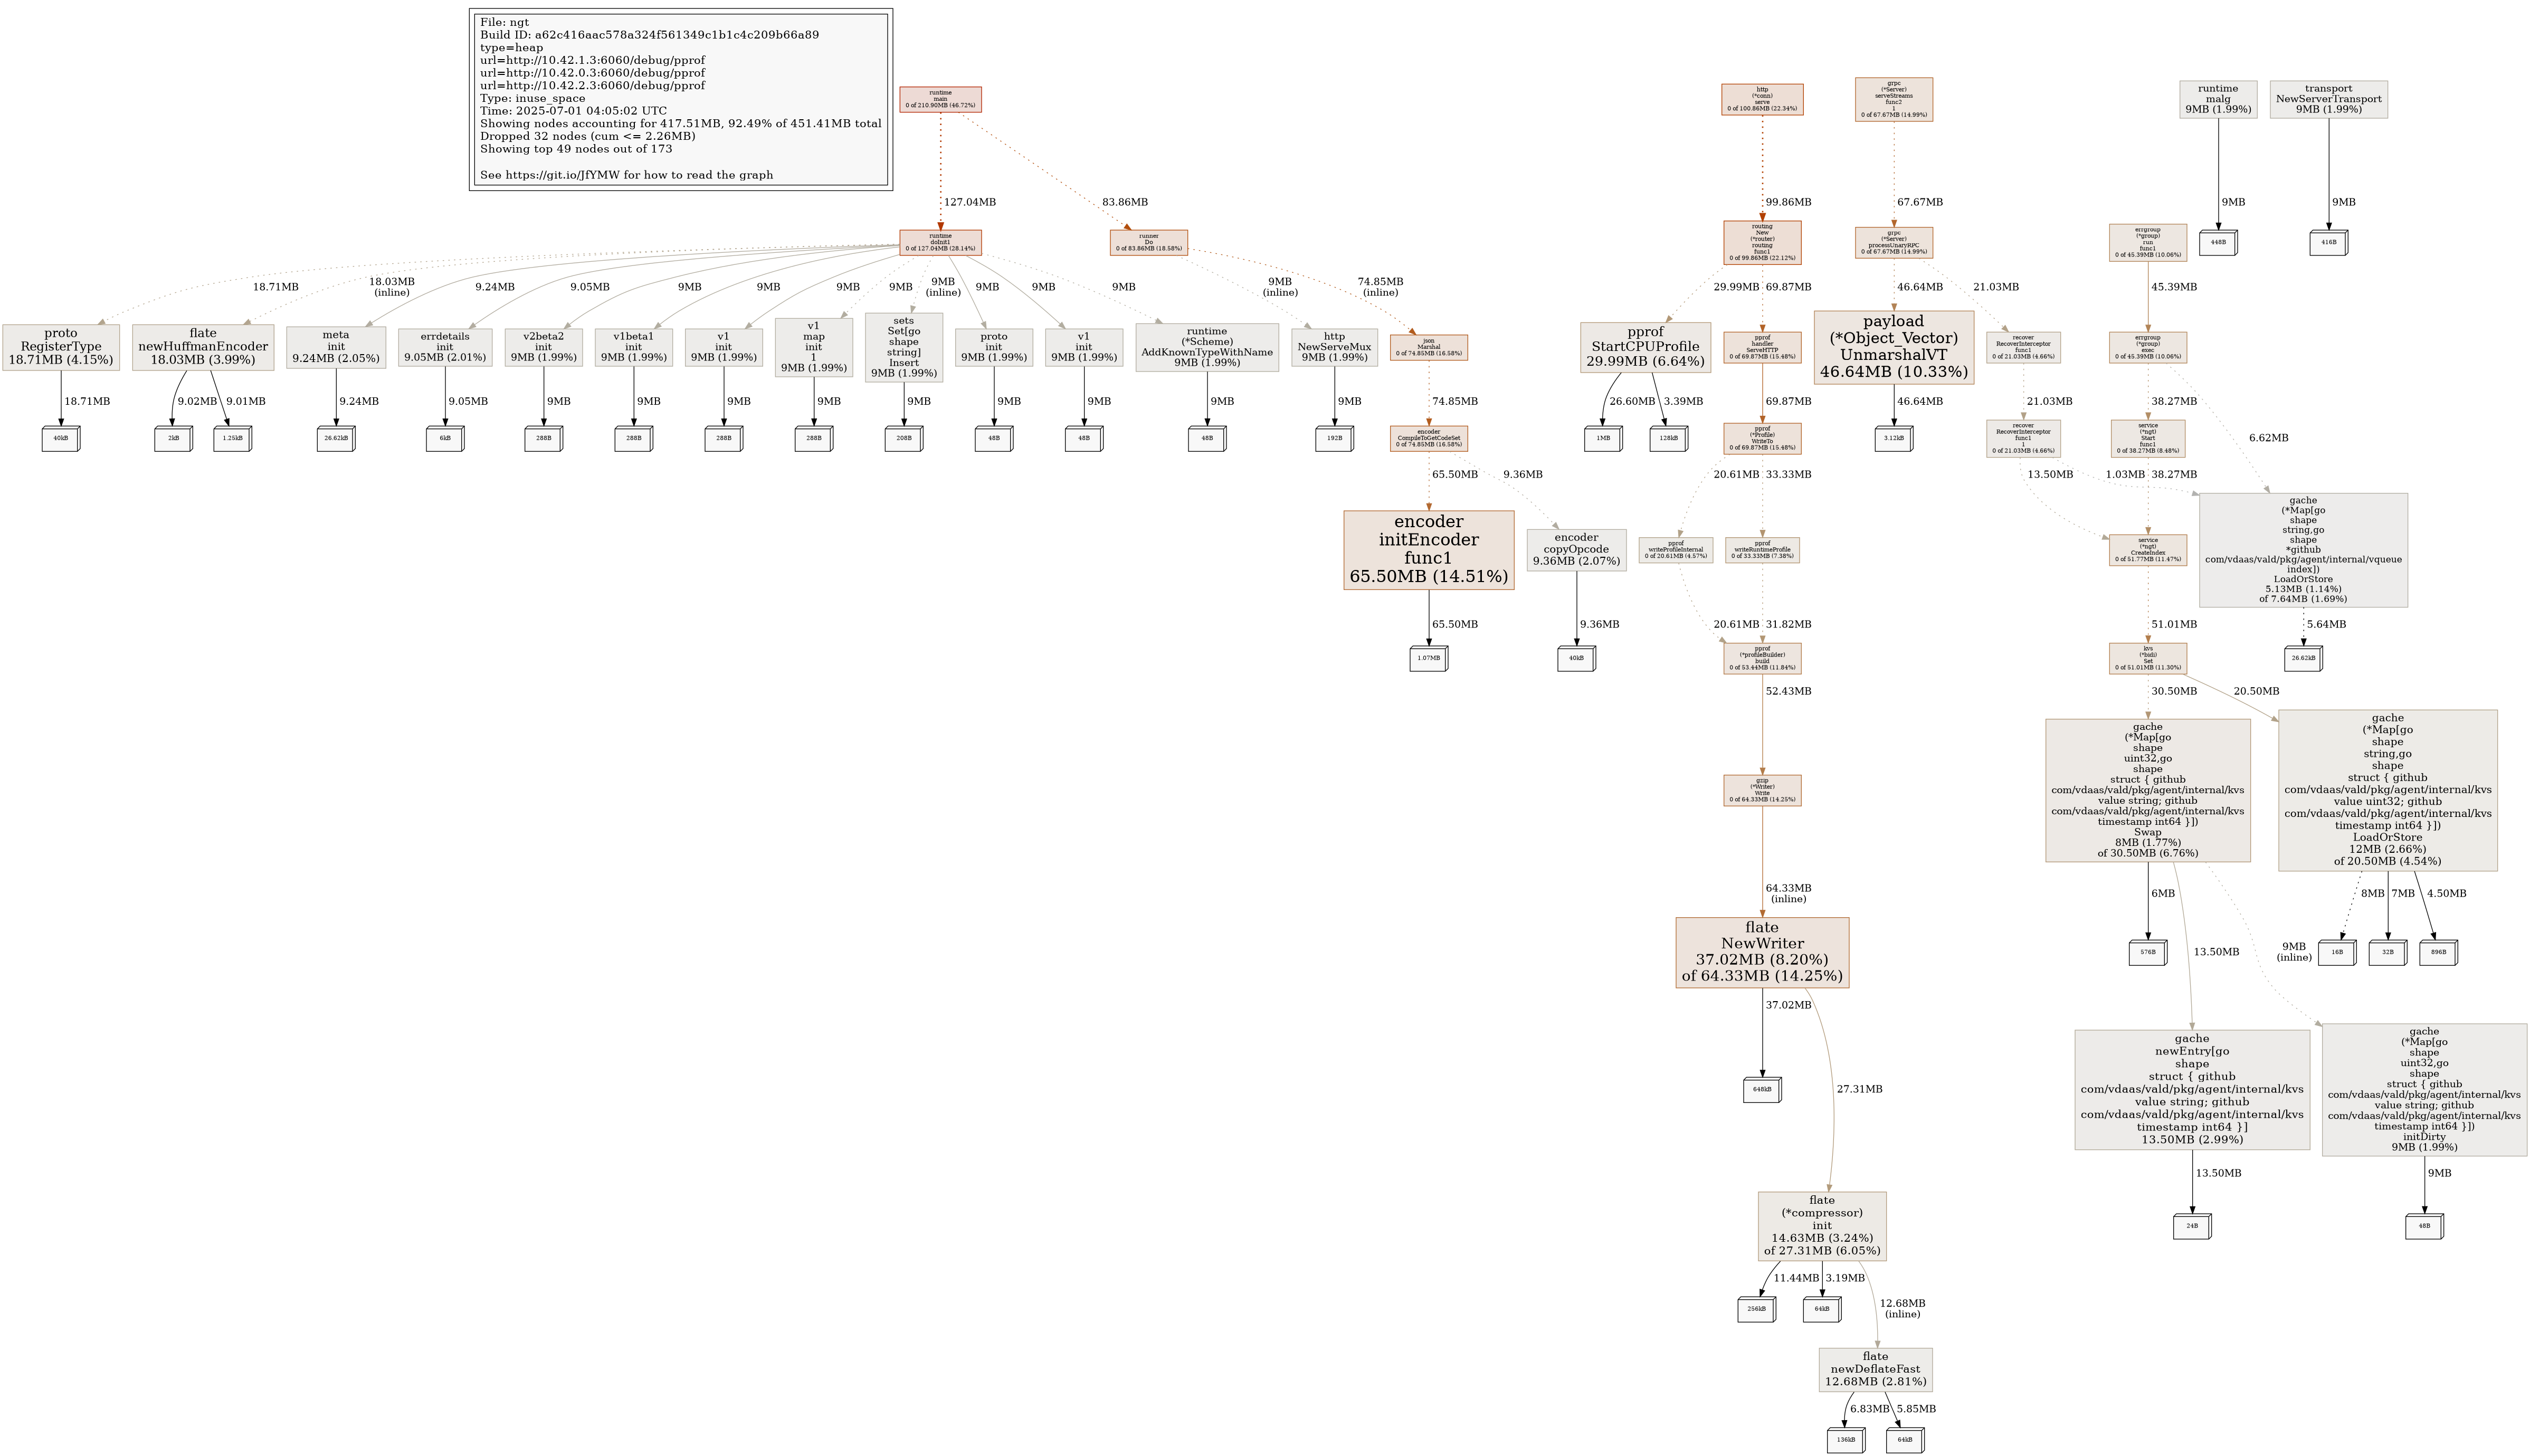 File: ngt
Build ID: a62c416aac578a324f561349c1b1c4c209b66a89
type=heap
url=http://10.42.1.3:6060/debug/pprof
url=http://10.42.0.3:6060/debug/pprof
url=http://10.42.2.3:6060/debug/pprof
Type: inuse_space
Time: 2025-07-01 04:05:02 UTC
Showing nodes accounting for 417.51MB, 92.49% of 451.41MB total
Dropped 32 nodes (cum <= 2.26MB)
Showing top 49 nodes out of 173
See https://git.io/JfYMW for how to read the graph
runtime
main
0 of 210.90MB (46.72%)
http
(*conn)
serve
0 of 100.86MB (22.34%)
grpc
(*Server)
serveStreams
func2
1
0 of 67.67MB (14.99%)
runtime
malg
9MB (1.99%)
transport
NewServerTransport
9MB (1.99%)
127.04MB
83.86MB
99.86MB
67.67MB
9MB
9MB
runtime
doInit1
0 of 127.04MB (28.14%)
runner
Do
0 of 83.86MB (18.58%)
routing
New
(*router)
routing
func1
0 of 99.86MB (22.12%)
grpc
(*Server)
processUnaryRPC
0 of 67.67MB (14.99%)
errgroup
(*group)
run
func1
0 of 45.39MB (10.06%)
448B
416B
18.71MB
18.03MB
(inline)
9.24MB
9.05MB
9MB
9MB
9MB
9MB
9MB
(inline)
9MB
9MB
9MB
9MB
(inline)
74.85MB
(inline)
29.99MB
69.87MB
46.64MB
21.03MB
45.39MB
proto
RegisterType
18.71MB (4.15%)
flate
newHuffmanEncoder
18.03MB (3.99%)
meta
init
9.24MB (2.05%)
errdetails
init
9.05MB (2.01%)
v2beta2
init
9MB (1.99%)
v1beta1
init
9MB (1.99%)
v1
init
9MB (1.99%)
v1
map
init
1
9MB (1.99%)
sets
Set[go
shape
string]
Insert
9MB (1.99%)
proto
init
9MB (1.99%)
v1
init
9MB (1.99%)
runtime
(*Scheme)
AddKnownTypeWithName
9MB (1.99%)
http
NewServeMux
9MB (1.99%)
json
Marshal
0 of 74.85MB (16.58%)
pprof
StartCPUProfile
29.99MB (6.64%)
pprof
handler
ServeHTTP
0 of 69.87MB (15.48%)
payload
(*Object_Vector)
UnmarshalVT
46.64MB (10.33%)
recover
RecoverInterceptor
func1
0 of 21.03MB (4.66%)
errgroup
(*group)
exec
0 of 45.39MB (10.06%)
18.71MB
9.02MB
9.01MB
9.24MB
9.05MB
9MB
9MB
9MB
9MB
9MB
9MB
9MB
9MB
9MB
74.85MB
26.60MB
3.39MB
69.87MB
46.64MB
21.03MB
38.27MB
6.62MB
40kB
2kB
1.25kB
26.62kB
6kB
288B
288B
288B
288B
208B
48B
48B
48B
192B
encoder
CompileToGetCodeSet
0 of 74.85MB (16.58%)
1MB
128kB
pprof
(*Profile)
WriteTo
0 of 69.87MB (15.48%)
3.12kB
recover
RecoverInterceptor
func1
1
0 of 21.03MB (4.66%)
service
(*ngt)
Start
func1
0 of 38.27MB (8.48%)
65.50MB
9.36MB
20.61MB
33.33MB
13.50MB
1.03MB
38.27MB
encoder
initEncoder
func1
65.50MB (14.51%)
encoder
copyOpcode
9.36MB (2.07%)
pprof
writeProfileInternal
0 of 20.61MB (4.57%)
pprof
writeRuntimeProfile
0 of 33.33MB (7.38%)
service
(*ngt)
CreateIndex
0 of 51.77MB (11.47%)
gache
(*Map[go
shape
string,go
shape
*github
com/vdaas/vald/pkg/agent/internal/vqueue
index])
LoadOrStore
5.13MB (1.14%)
of 7.64MB (1.69%)
65.50MB
9.36MB
20.61MB
31.82MB
51.01MB
5.64MB
1.07MB
40kB
pprof
(*profileBuilder)
build
0 of 53.44MB (11.84%)
kvs
(*bidi)
Set
0 of 51.01MB (11.30%)
26.62kB
52.43MB
30.50MB
20.50MB
gzip
(*Writer)
Write
0 of 64.33MB (14.25%)
gache
(*Map[go
shape
uint32,go
shape
struct { github
com/vdaas/vald/pkg/agent/internal/kvs
value string; github
com/vdaas/vald/pkg/agent/internal/kvs
timestamp int64 }])
Swap
8MB (1.77%)
of 30.50MB (6.76%)
gache
(*Map[go
shape
string,go
shape
struct { github
com/vdaas/vald/pkg/agent/internal/kvs
value uint32; github
com/vdaas/vald/pkg/agent/internal/kvs
timestamp int64 }])
LoadOrStore
12MB (2.66%)
of 20.50MB (4.54%)
64.33MB
(inline)
6MB
13.50MB
9MB
(inline)
8MB
7MB
4.50MB
flate
NewWriter
37.02MB (8.20%)
of 64.33MB (14.25%)
576B
16B
32B
896B
37.02MB
27.31MB
648kB
gache
newEntry[go
shape
struct { github
com/vdaas/vald/pkg/agent/internal/kvs
value string; github
com/vdaas/vald/pkg/agent/internal/kvs
timestamp int64 }]
13.50MB (2.99%)
gache
(*Map[go
shape
uint32,go
shape
struct { github
com/vdaas/vald/pkg/agent/internal/kvs
value string; github
com/vdaas/vald/pkg/agent/internal/kvs
timestamp int64 }])
initDirty
9MB (1.99%)
13.50MB
9MB
24B
48B
flate
(*compressor)
init
14.63MB (3.24%)
of 27.31MB (6.05%)
11.44MB
3.19MB
12.68MB
(inline)
256kB
64kB
flate
newDeflateFast
12.68MB (2.81%)
6.83MB
5.85MB
136kB
64kB